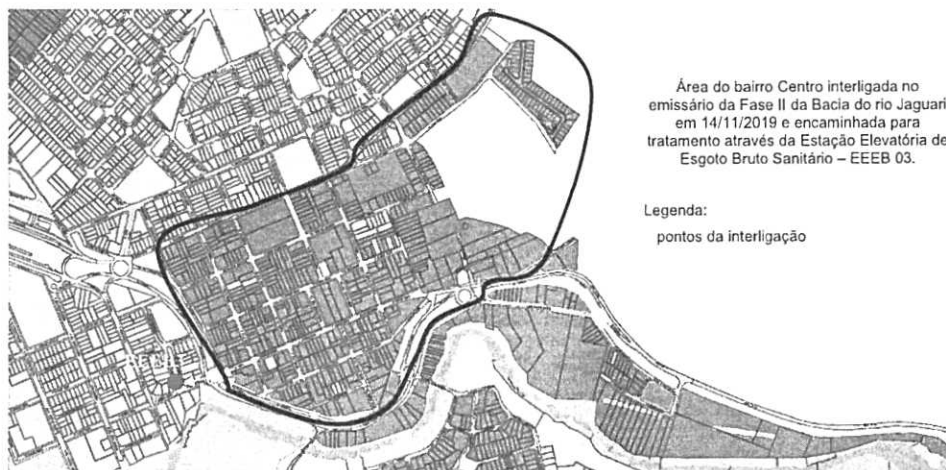 Área do bairro Centro interligada no
emissário da Fase II da Bacia do rio Jaguari
em 14/11/2019 e encaminhada para
tratamento através da Estação Elevatória de
Esgoto Bruto Sanitário – EEEB 03.
Legenda:
pontos da interligação